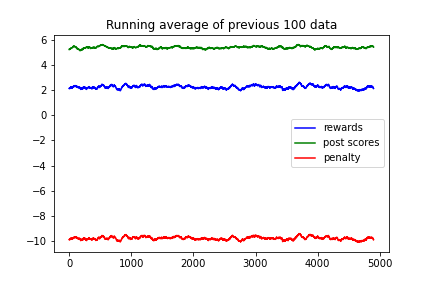 Running average of previous 100 data
6
4
2
0
−2
−4
−6
−8
−10
rewards
post scores
penalty
0 1000 2000 3000 4000 5000